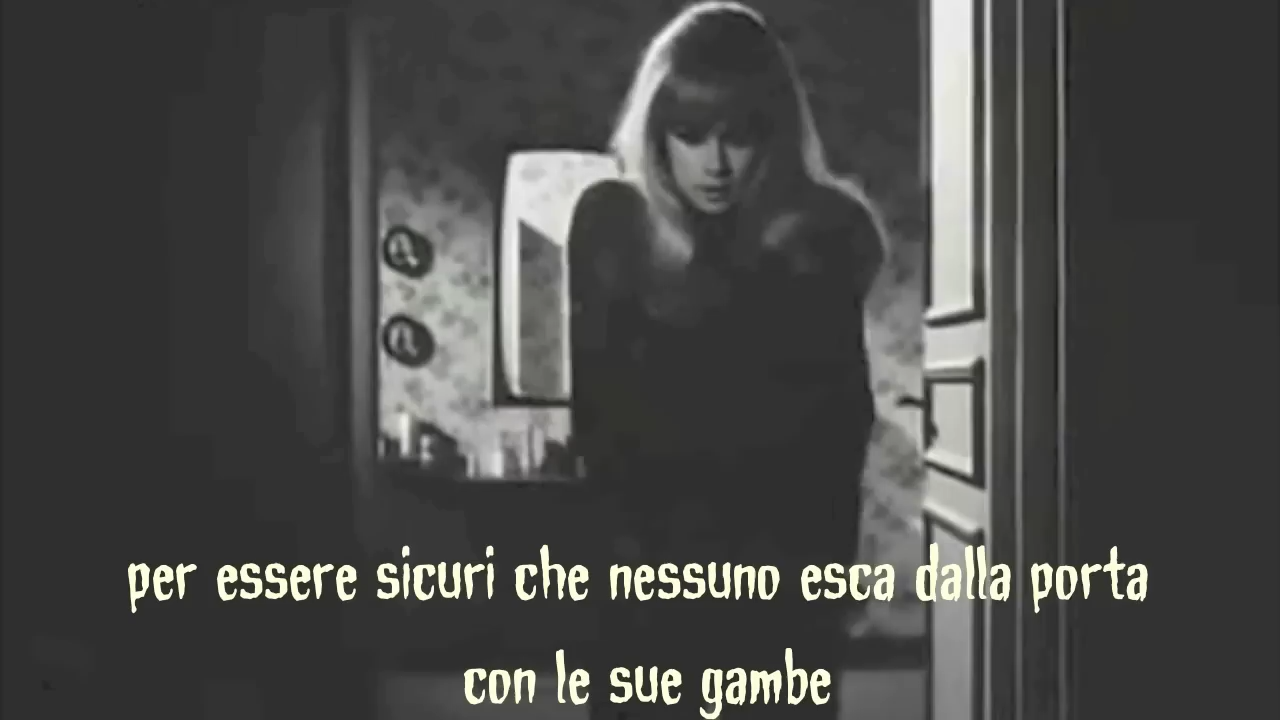 per essere sicuri che nessuno esca dalla porta
con le sue gambe